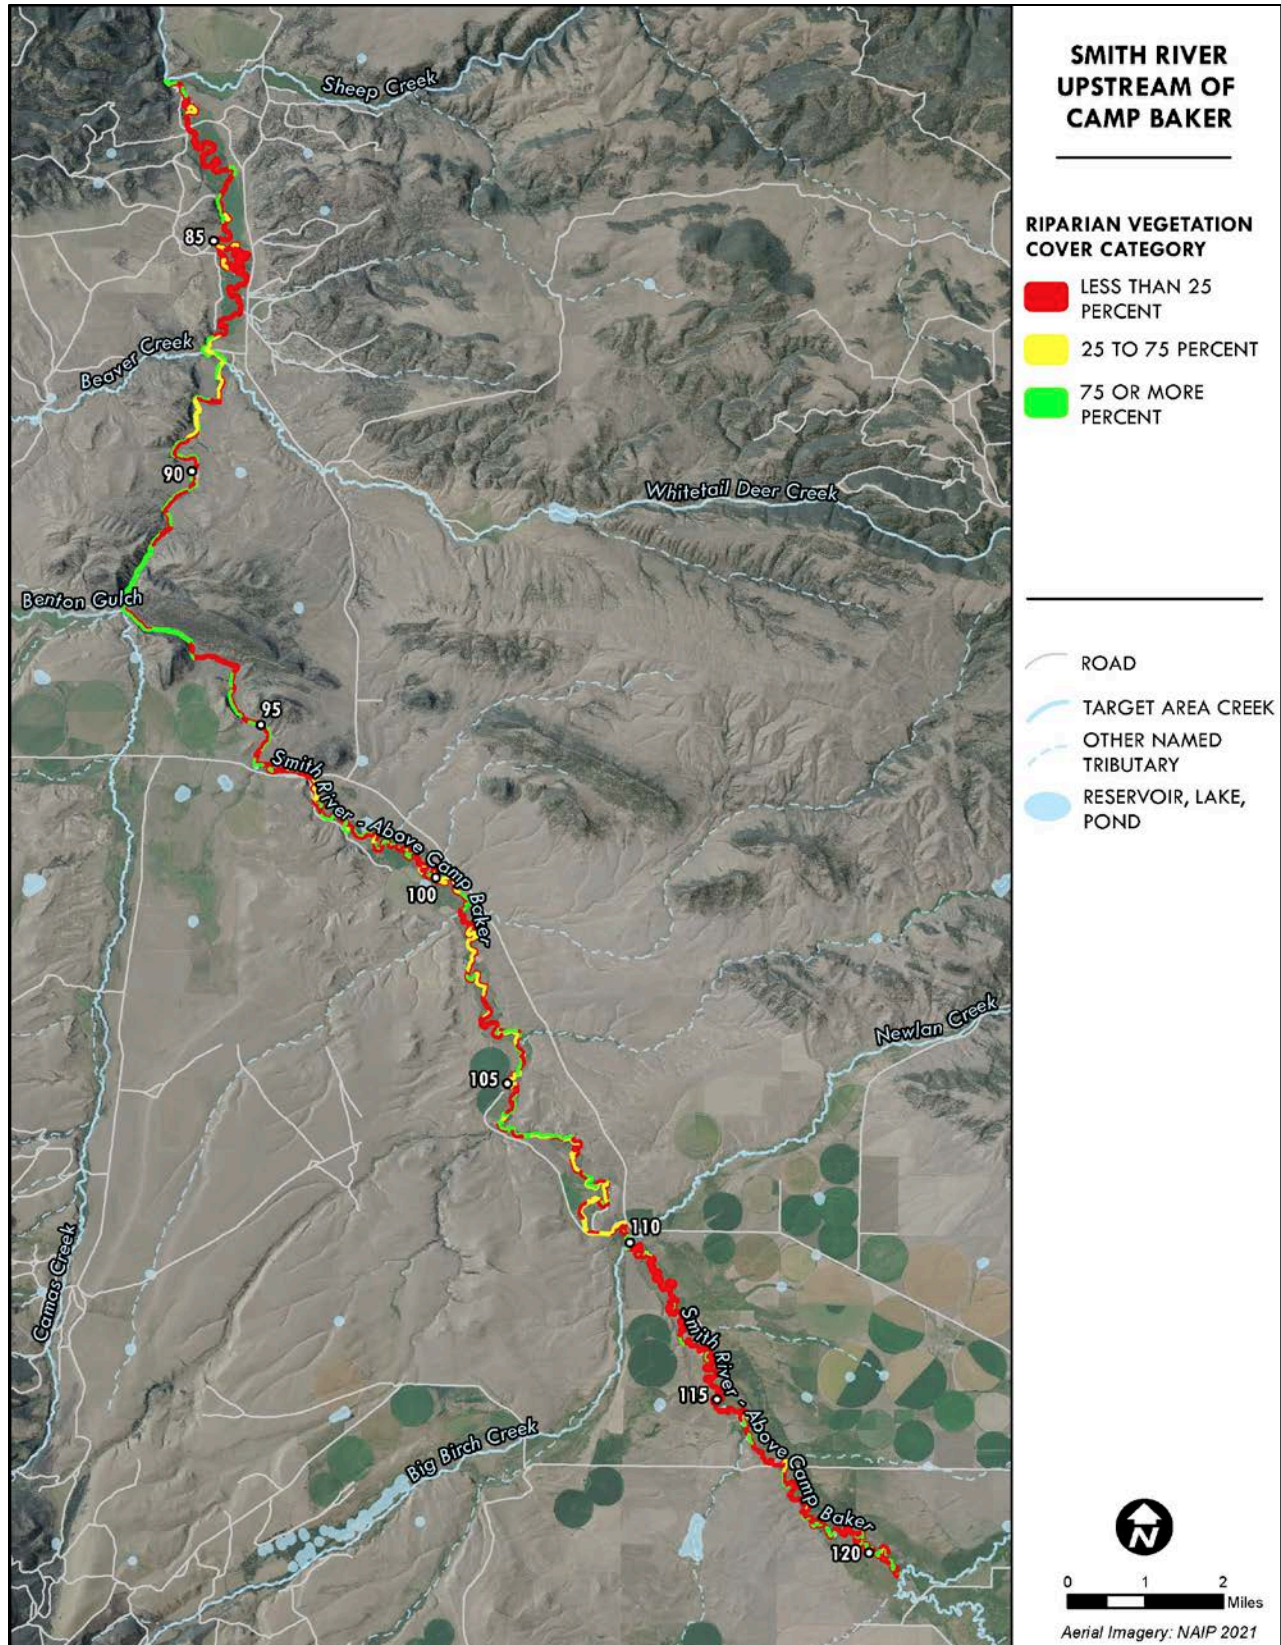 SMITH RIVER
UPSTREAM OF
CAMP BAKER
RIPARIAN VEGETATION
COVER CATEGORY
LESS THAN 25
PERCENT
25 TO 75 PERCENT
75 OR MORE
PERCENT
ROAD
TARGET AREA CREEK
OTHER NAMED
TRIBUTARY
RESERVOIR, LAKE,
POND
N
0 1 2
Miles
Aerial Imagery: NAIP 2021
Sheep Creek
85
Beaver Creek
90
Whitetail Deer Creek
Benton Gulch
95
Smith River - Above Camp Baker
100
Newlan Creek
105
110
Camas Creek
Smith River - Above Camp Baker
115
Big Birch Creek
120